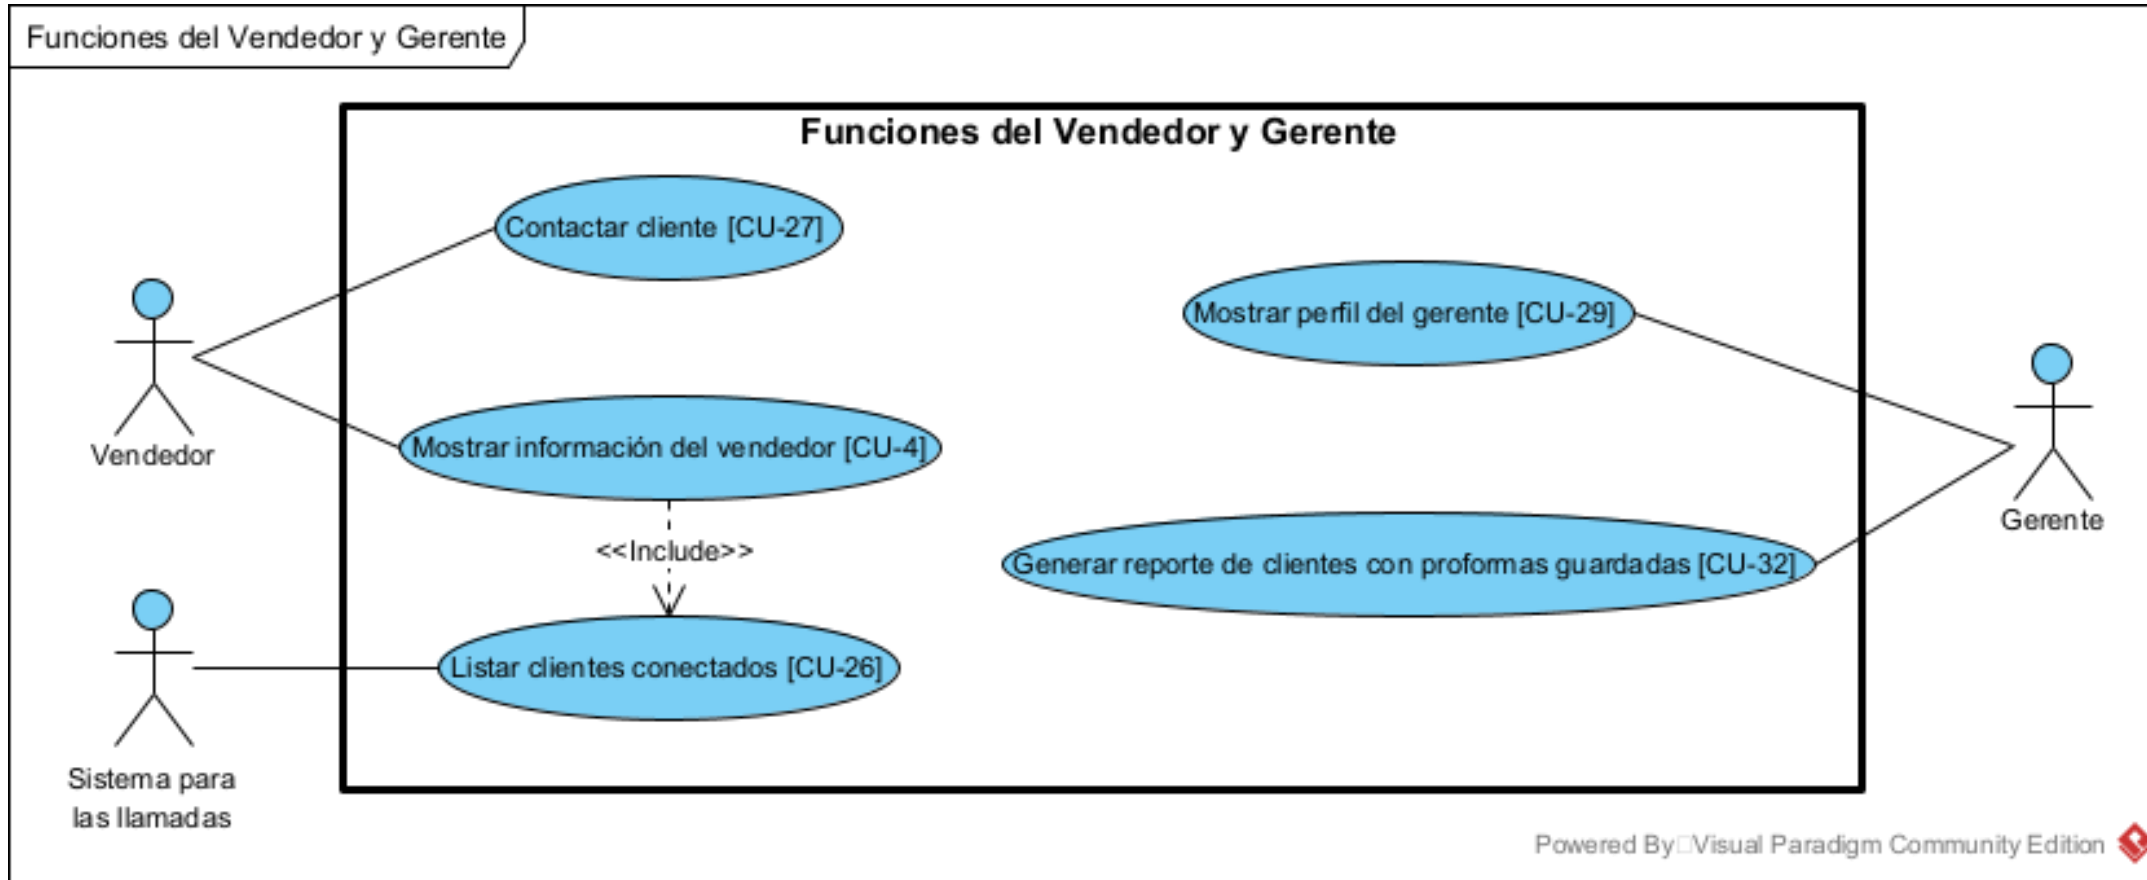 Funciones del Vendedor y Gerente
Funciones del Vendedor y Gerente
Contactar cliente [CU-27]
Mostrar perfil del gerente [CU-29]
Vendedor
Mostrar información del vendedor [CU-4]
Gerente
<<Include>>
Generar reporte de clientes con proformas guardadas [CU-32]
Listar clientes conectados [CU-26]
Sistema para
las llamadas
Powered By Visual Paradigm Community Edition